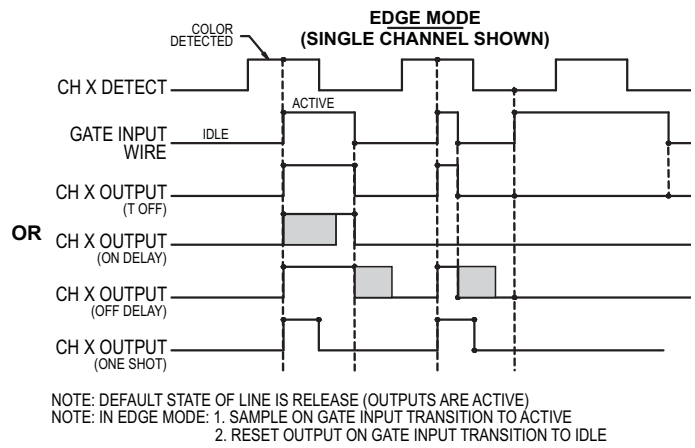 EDGE MODE
(SINGLE CHANNEL SHOWN)
COLOR
DETECTED
CH X DETECT
ACTIVE
GATE INPUT
WIRE
IDLE
CH X OUTPUT
(T OFF)
OR
CH X OUTPUT
(ON DELAY)
CH X OUTPUT
(OFF DELAY)
CH X OUTPUT
(ONE SHOT)
NOTE: DEFAULT STATE OF LINE IS RELEASE (OUTPUTS ARE ACTIVE)
NOTE: IN EDGE MODE: 1. SAMPLE ON GATE INPUT TRANSITION TO ACTIVE
2. RESET OUTPUT ON GATE INPUT TRANSITION TO IDLE